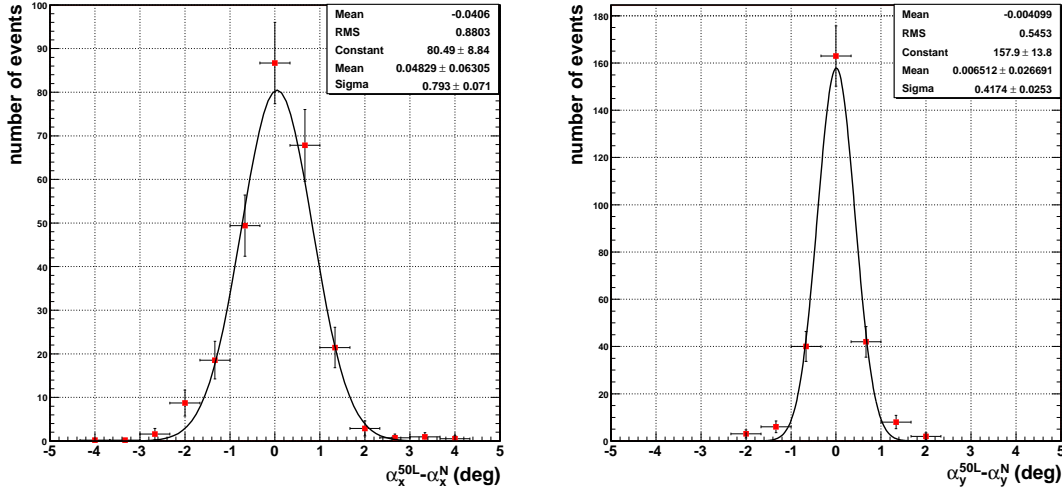 Mean -0.0406
RMS 0.8803
Constant 80.49 ± 8.84
Mean 0.04829 ± 0.06305
Sigma 0.793 ± 0.071
number of events
100
90
80
70
60
50
40
30
20
10
0
-5 -4 -3 -2 -1 0 1 2 3 4 5
α_x^50L-α_x^N (deg)
Mean -0.004099
RMS 0.5453
Constant 157.9 ± 13.8
Mean 0.006512 ± 0.026691
Sigma 0.4174 ± 0.0253
number of events
180
160
140
120
100
80
60
40
20
0
-5 -4 -3 -2 -1 0 1 2 3 4 5
α_y^50L-α_y^N (deg)